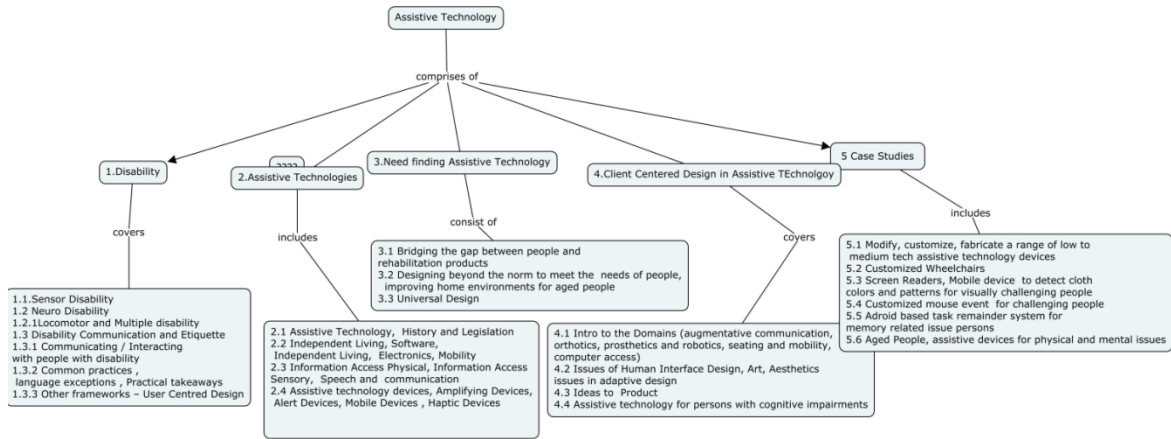 Assistive Technology
comprises of
1.Disability
????
2.Assistive Technologies
3.Need finding Assistive Technology
4.Client Centered Design in Assistive TEchnolgoy
5 Case Studies
covers
includes
consist of
covers
includes
1.1.Sensor Disability
1.2 Neuro Disability
1.2.1Locomotor and Multiple disability
1.3 Disability Communication and Etiquette
1.3.1 Communicating / Interacting
with people with disability
1.3.2 Common practices ,
language exceptions , Practical takeaways
1.3.3 Other frameworks – User Centred Design
2.1 Assistive Technology, History and Legislation
2.2 Independent Living, Software,
Independent Living, Electronics, Mobility
2.3 Information Access Physical, Information Access
Sensory, Speech and communication
2.4 Assistive technology devices, Amplifying Devices,
Alert Devices, Mobile Devices , Haptic Devices
3.1 Bridging the gap between people and
rehabilitation products
3.2 Designing beyond the norm to meet the needs of people,
improving home environments for aged people
3.3 Universal Design
4.1 Intro to the Domains (augmentative communication,
orthotics, prosthetics and robotics, seating and mobility,
computer access)
4.2 Issues of Human Interface Design, Art, Aesthetics
issues in adaptive design
4.3 Ideas to Product
4.4 Assistive technology for persons with cognitive impairments
5.1 Modify, customize, fabricate a range of low to
medium tech assistive technology devices
5.2 Customized Wheelchairs
5.3 Screen Readers, Mobile device to detect cloth
colors and patterns for visually challenging people
5.4 Customized mouse event for challenging people
5.5 Adroid based task remainder system for
memory related issue persons
5.6 Aged People, assistive devices for physical and mental issues